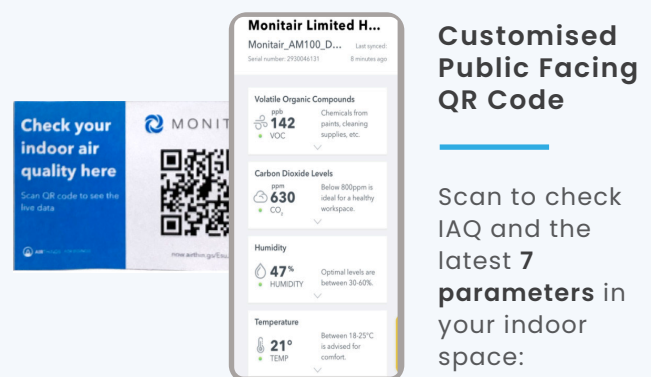 Check your
indoor air
quality here
Scan QR code to see the
live data
MONIT
Monitair Limited H...
Monitair_AM100_D...
Last synced:
Serial number: 2930046131
8 minutes ago
Volatile Organic Compounds
ppb
142
VOC
Chemicals from
paints, cleaning
supplies, etc.
Carbon Dioxide Levels
ppm
630
CO₂
Below 800ppm is
ideal for a healthy
workspace.
Humidity
47%
HUMIDITY
Optimal levels are
between 30-60%.
Temperature
21°
TEMP
Between 18-25°C
is advised for
comfort.
Customised
Public Facing
QR Code
Scan to check
IAQ and the
latest 7
parameters in
your indoor
space: